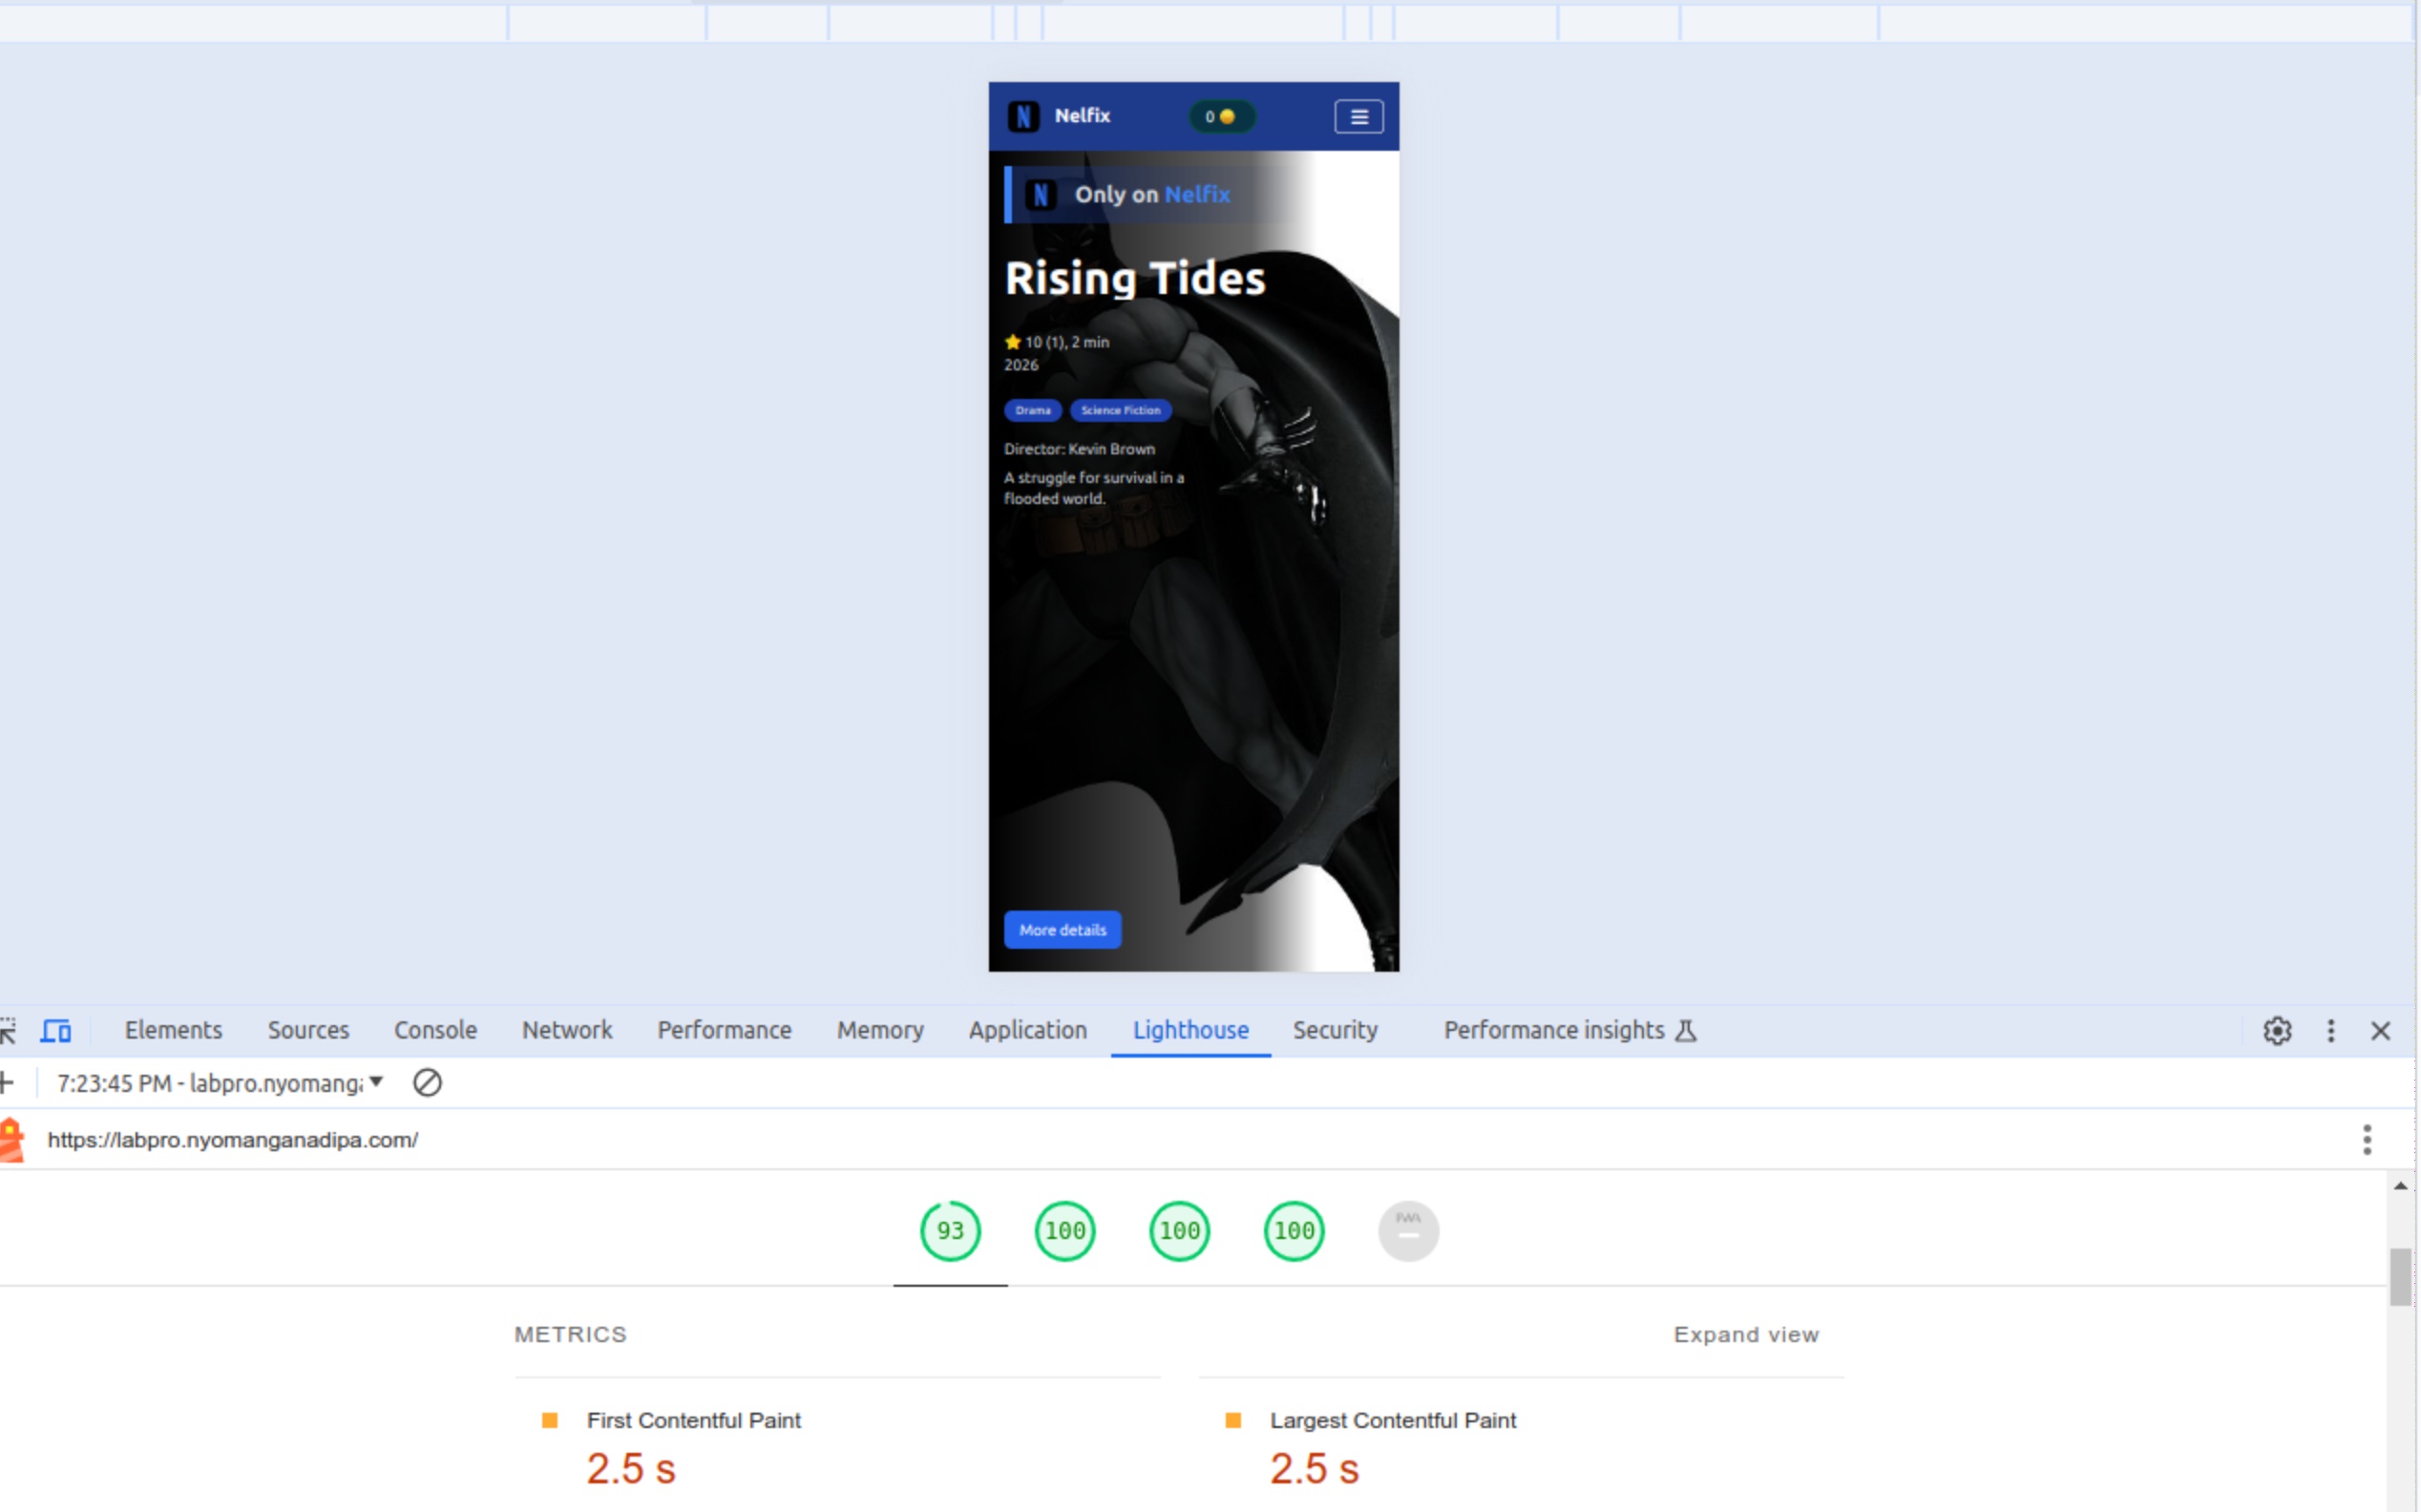 N Nelfix 0
N Only on Nelfix
Rising Tides
10 (1), 2 min
2026
Drama Science Fiction
Director: Kevin Brown
A struggle for survival in a
flooded world.
More details
Elements Sources Console Network Performance Memory Application Lighthouse Security Performance insights
7:23:45 PM - labpro.nyomanga
https://labpro.nyomanganadipa.com/
93 100 100 100 PWA
METRICS Expand view
First Contentful Paint Largest Contentful Paint
2.5 s 2.5 s